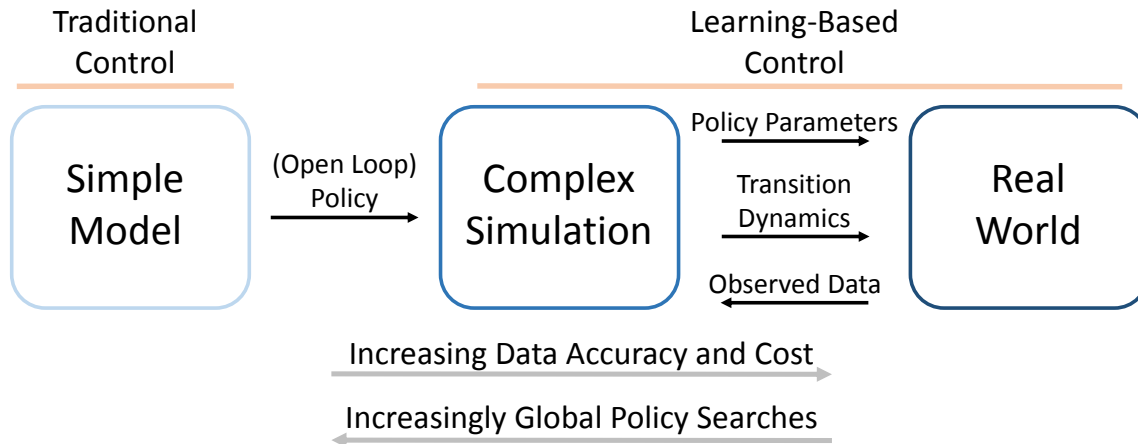 Traditional
Control
Learning-Based
Control
Simple
Model
(Open Loop)
Policy
Complex
Simulation
Policy Parameters
Transition
Dynamics
Observed Data
Real
World
Increasing Data Accuracy and Cost
Increasingly Global Policy Searches